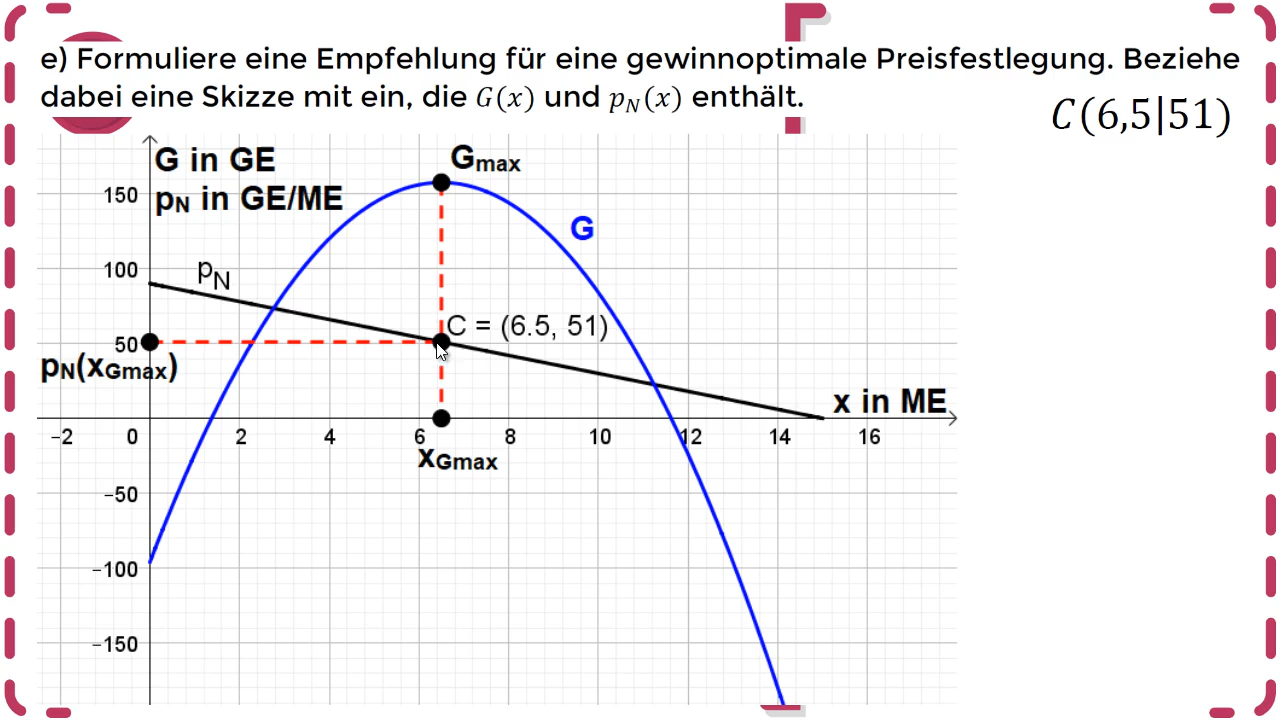 e) Formuliere eine Empfehlung für eine gewinnoptimale Preisfestlegung. Beziehe
dabei eine Skizze mit ein, die G(x) und p_N(x) enthält.
C(6,5|51)
G in GE
p_N in GE/ME
G_max
150
G
100
p_N
50
C = (6.5, 51)
p_N(x_Gmax)
x in ME
−2
0
2
4
6
8
10
12
14
16
x_Gmax
−50
−100
−150